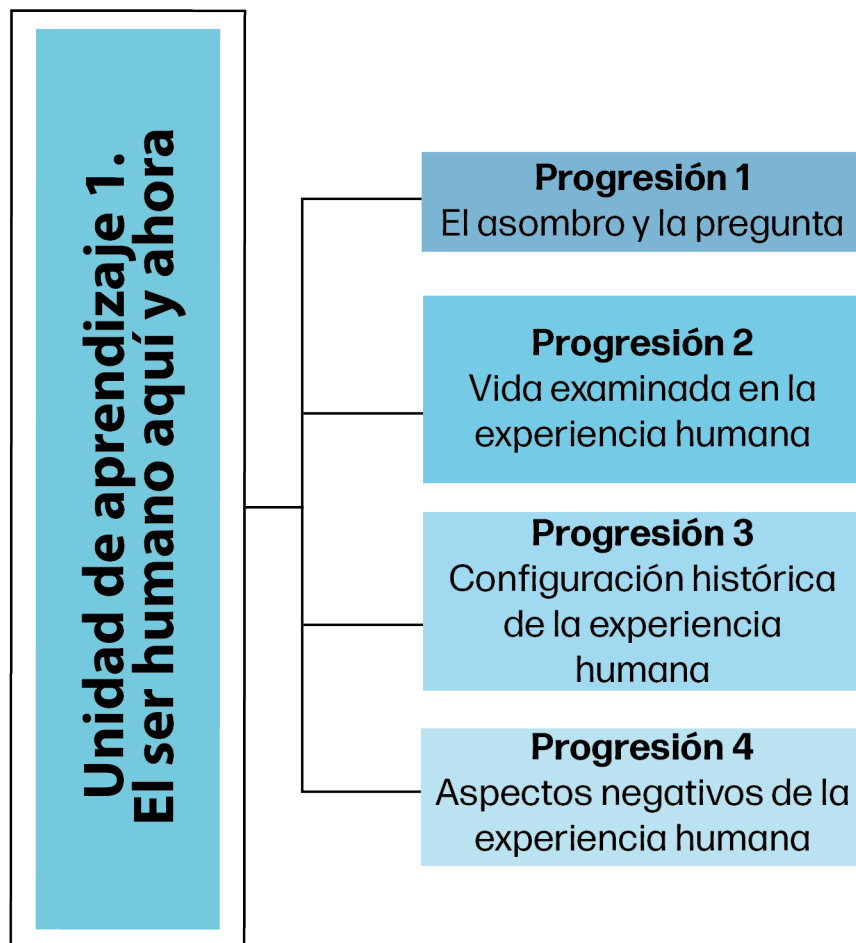 Unidad de aprendizaje 1.
El ser humano aquí y ahora
Progresión 1
El asombro y la pregunta
Progresión 2
Vida examinada en la
experiencia humana
Progresión 3
Configuración histórica
de la experiencia
humana
Progresión 4
Aspectos negativos de la
experiencia humana